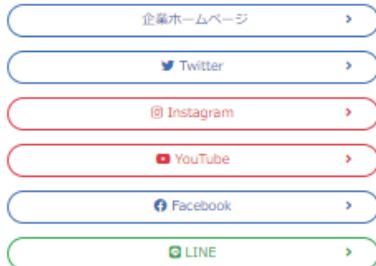 企業ホームページ
Twitter
Instagram
YouTube
Facebook
LINE